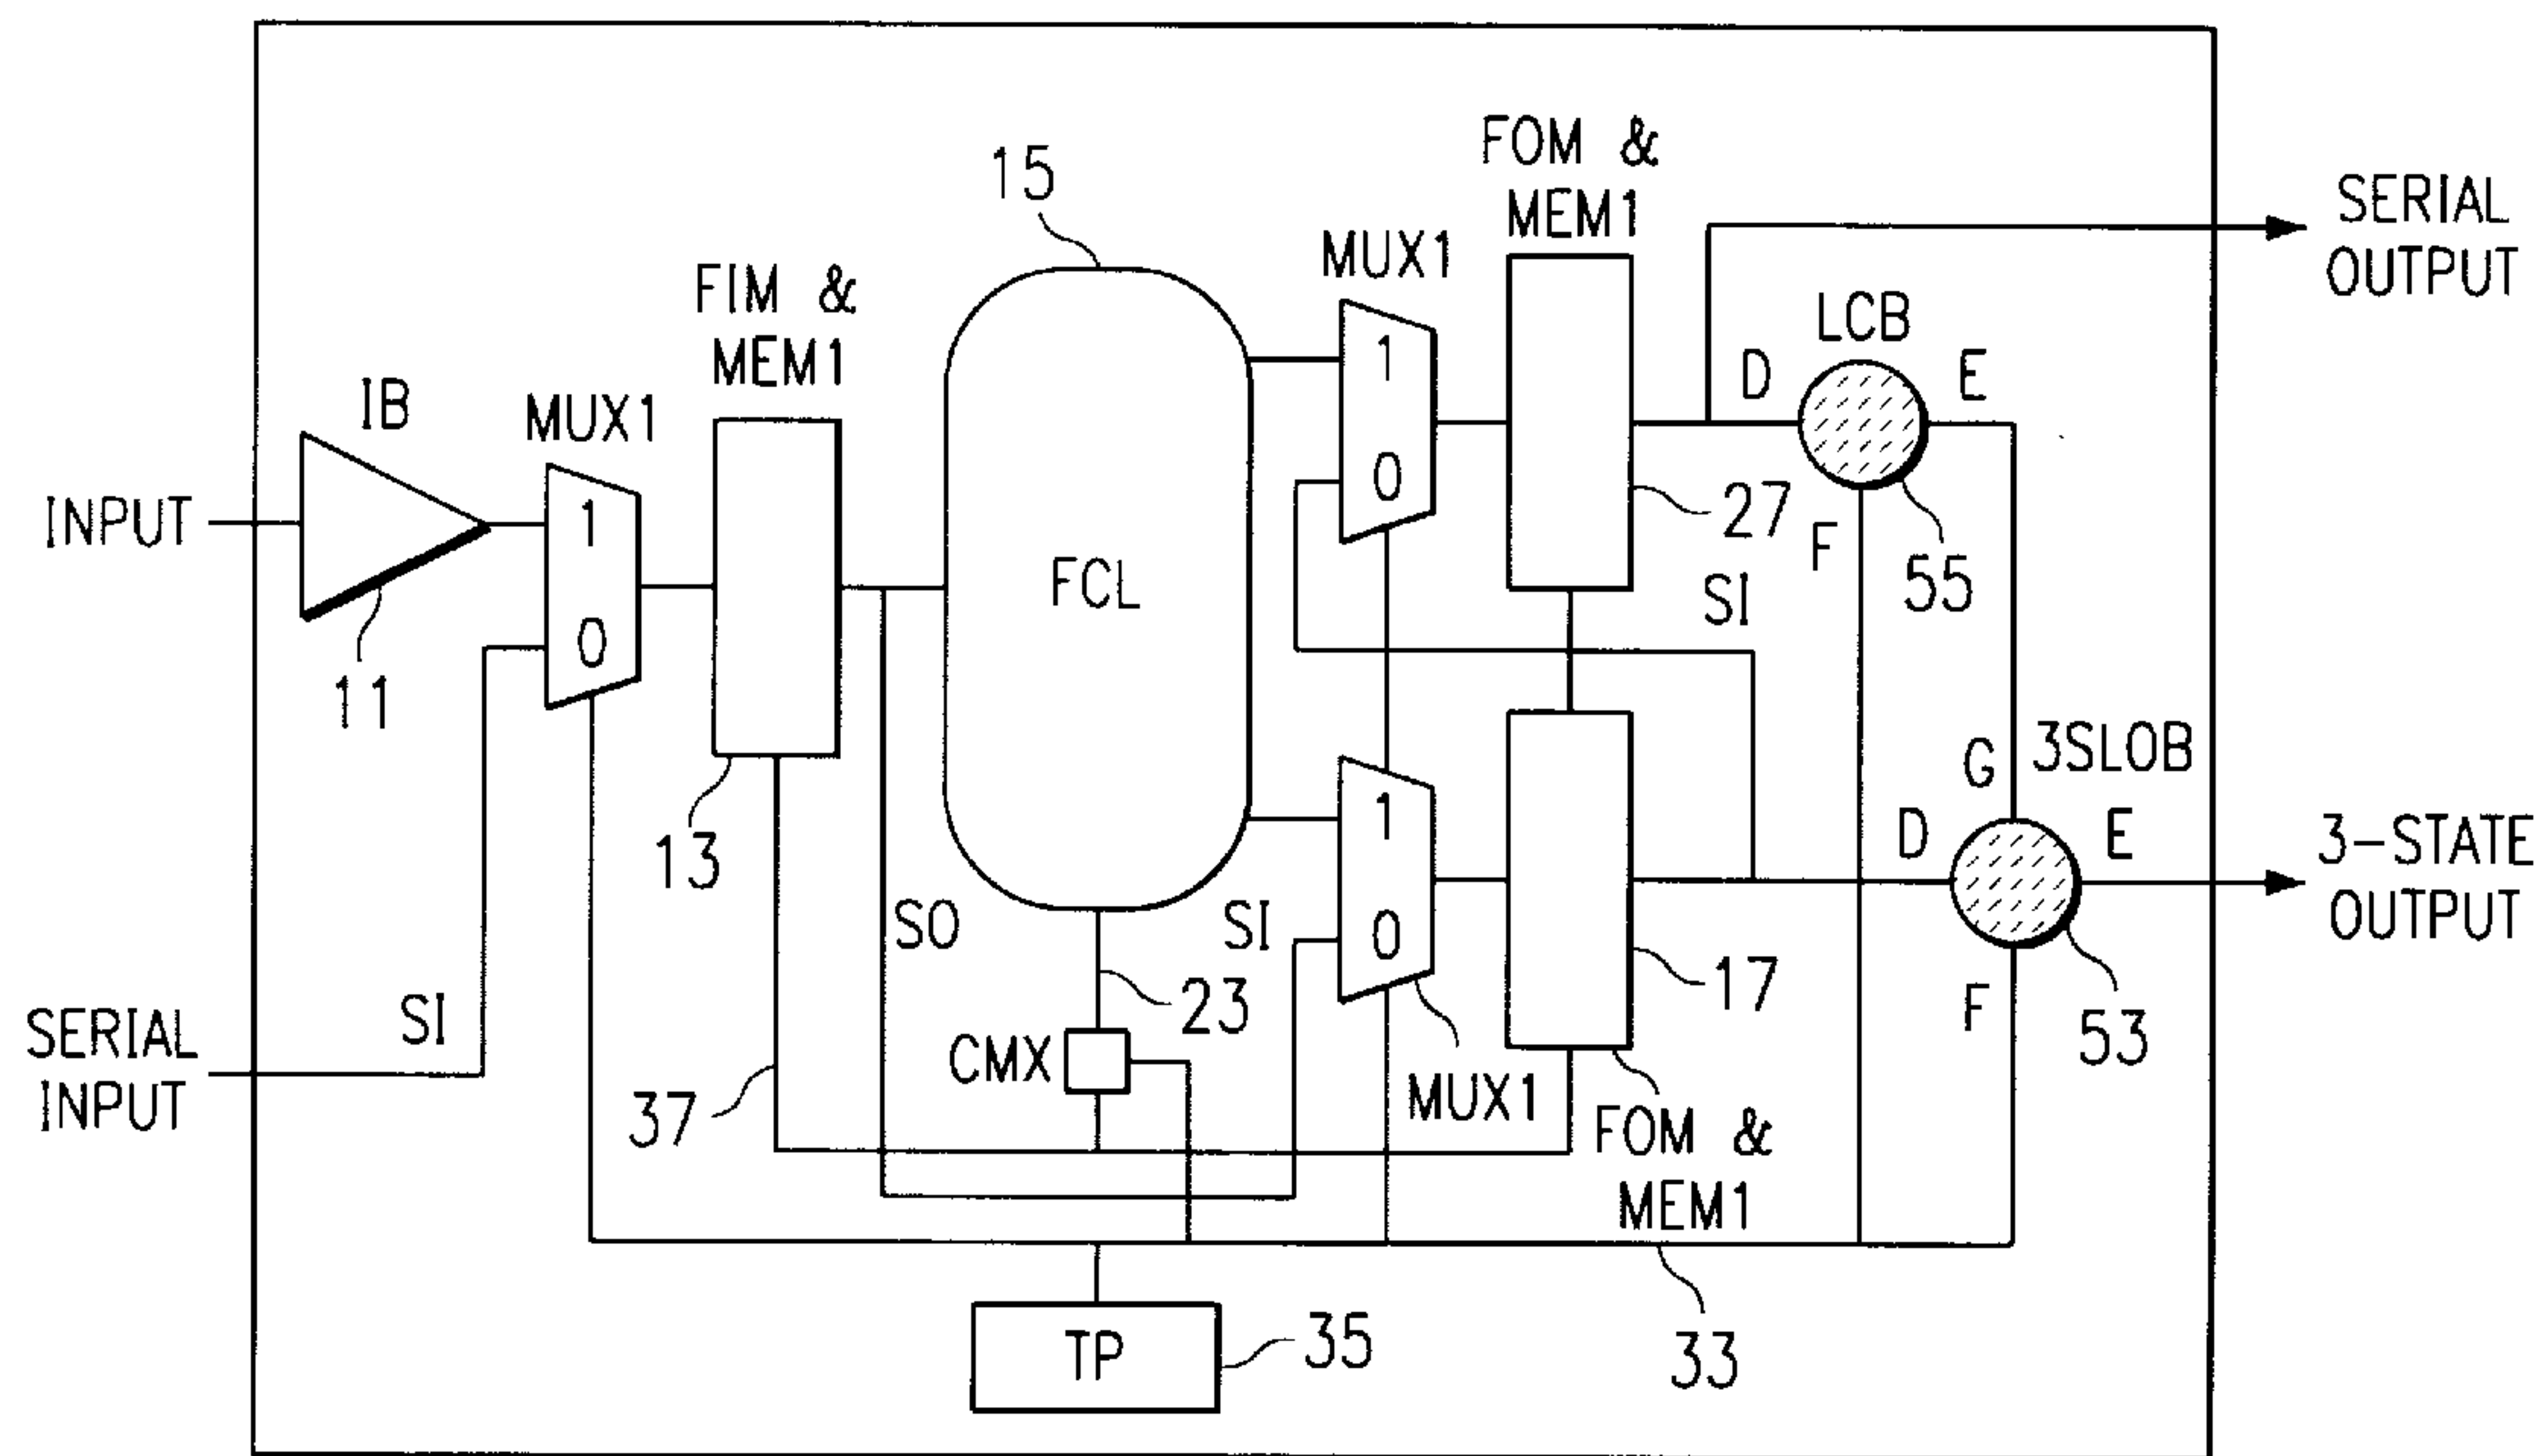 15
FOM &
MEM1
SERIAL
OUTPUT
MUX1
FIM &
MEM1
LCB
D
E
1
IB
MUX1
0
27
F
1
INPUT
FCL
SI
55
0
11
G
3SLOB
1
D
E
3-STATE
OUTPUT
13
SO
SI
0
17
23
F
53
SI
SERIAL
INPUT
CMX
37
MUX1
FOM &
MEM1
TP
35
33